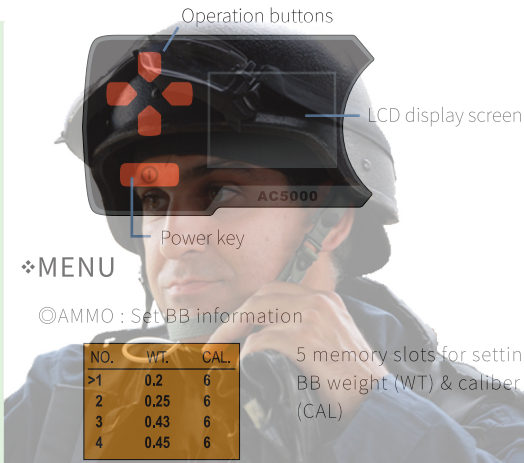 Operation buttons
LCD display screen
AC5000
Power key
❖MENU
◎AMMO : Set BB information
NO. WT. CAL.
>1 0.2 6
2 0.25 6
3 0.43 6
4 0.45 6
5 memory slots for settin
BB weight (WT) & caliber
(CAL)